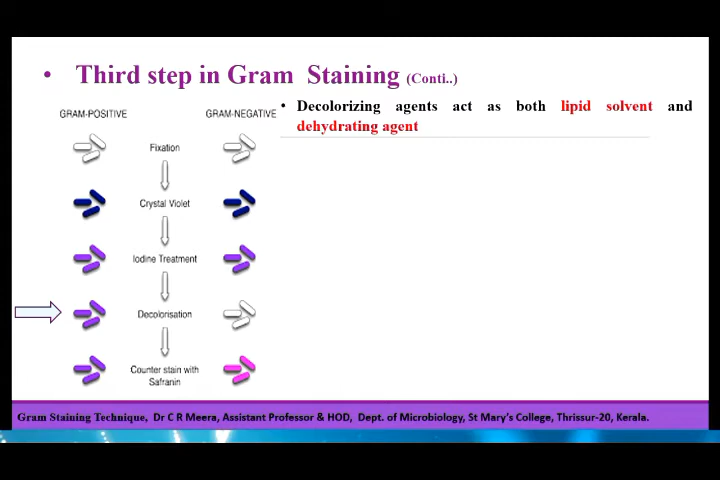 • Third step in Gram Staining (Conti..)
GRAM-POSITIVE GRAM-NEGATIVE
• Decolorizing agents act as both lipid solvent and
dehydrating agent
Fixation
Crystal Violet
Iodine Treatment
Decolorisation
Counter stain with
Safranin
Gram Staining Technique, Dr C R Meera, Assistant Professor & HOD, Dept. of Microbiology, St Mary's College, Thrissur-20, Kerala.